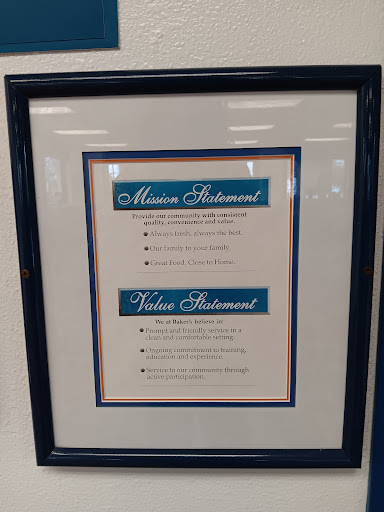 Mission Statement
Provide our community with consistent
quality, convenience and value.
Always fresh, always the best.
Our family to your family.
Great Food. Close to Home.
Value Statement
We at Baker's believe in:
Prompt and friendly service in a
clean and comfortable setting.
Ongoing commitment to training,
education and experience.
Service to our community through
active participation.